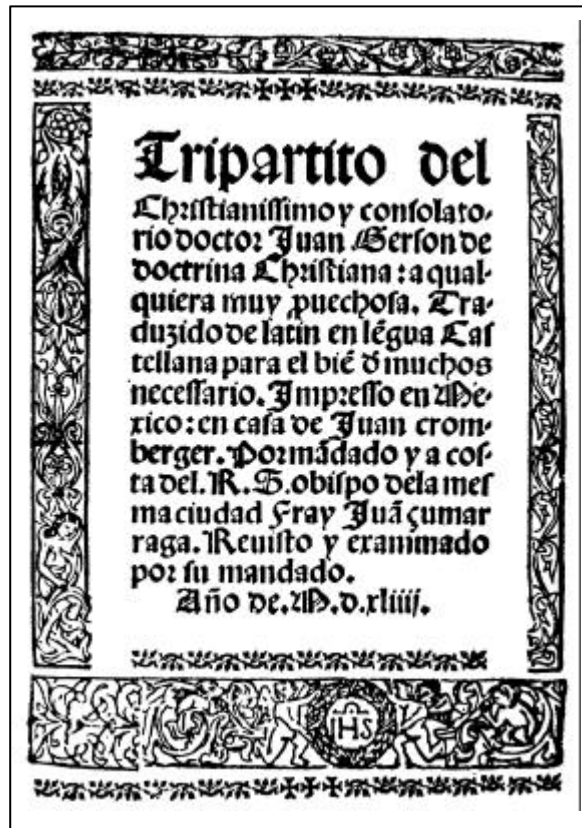 Tripartito del
Christianissimo y consolato-
rio doctor Juan Gerson de
doctrina Christiana: a qual-
quiera muy ꝓuechosa. Tra-
duzido de latin en lẽgua Cas
tellana para el biẽ đ muchos
necessario. Impresso en Me-
xico: en casa de Juan crom-
berger. Por mãdado y a cos-
ta del. R. S. obispo dela mes
ma ciudad Fray Juã çumar
raga. Reuisto y examinado
por su mandado.
Año de. M. d. xliiij.
IHS